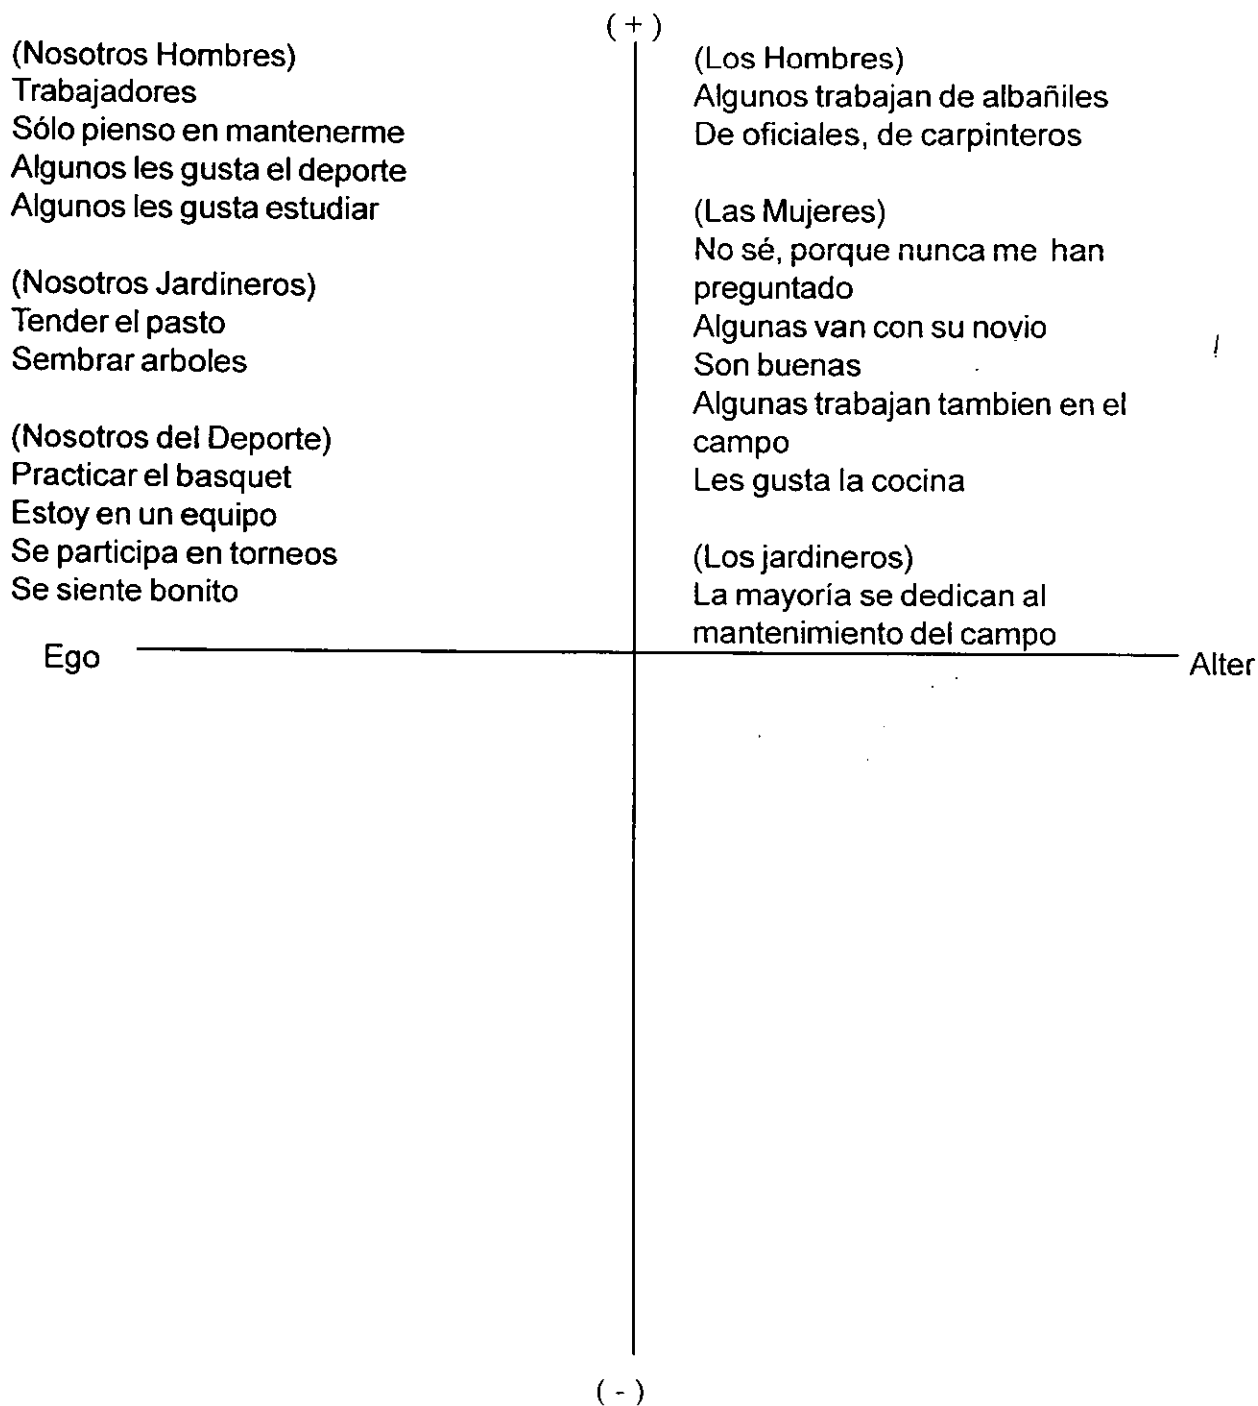 ( + )
(Nosotros Hombres)
Trabajadores
Sólo pienso en mantenerme
Algunos les gusta el deporte
Algunos les gusta estudiar
(Nosotros Jardineros)
Tender el pasto
Sembrar arboles
(Nosotros del Deporte)
Practicar el basquet
Estoy en un equipo
Se participa en torneos
Se siente bonito
(Los Hombres)
Algunos trabajan de albañiles
De oficiales, de carpinteros
(Las Mujeres)
No sé, porque nunca me han
preguntado
Algunas van con su novio
Son buenas
Algunas trabajan tambien en el
campo
Les gusta la cocina
(Los jardineros)
La mayoría se dedican al
mantenimiento del campo
Ego
Alter
( - )